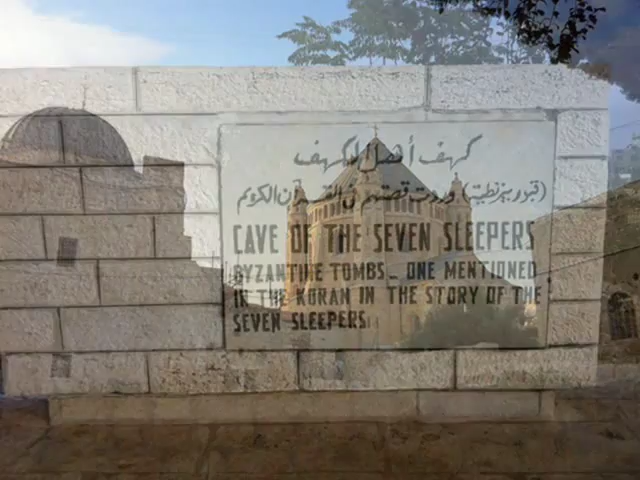 كهف أهل الكهف
(قبور بيزنطية) وردت قصتهم في القرآن الكريم
CAVE OF THE SEVEN SLEEPERS
BYZANTINE TOMBS _ ONE MENTIONED
IN THE KORAN IN THE STORY OF THE
SEVEN SLEEPERS